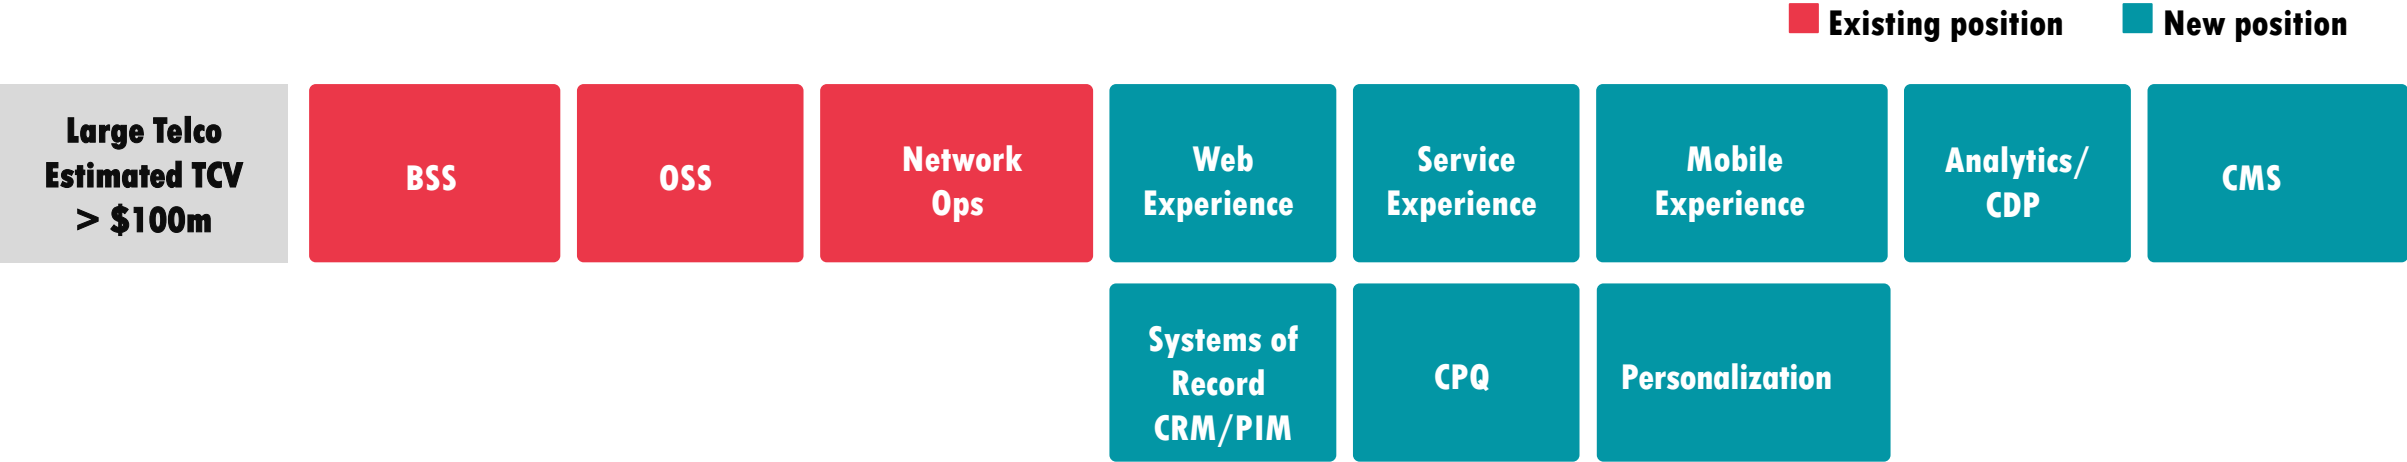 Existing position
New position
Large Telco
Estimated TCV
> $100m
BSS
OSS
Network
Ops
Web
Experience
Service
Experience
Mobile
Experience
Analytics/
CDP
CMS
Systems of
Record
CRM/PIM
CPQ
Personalization